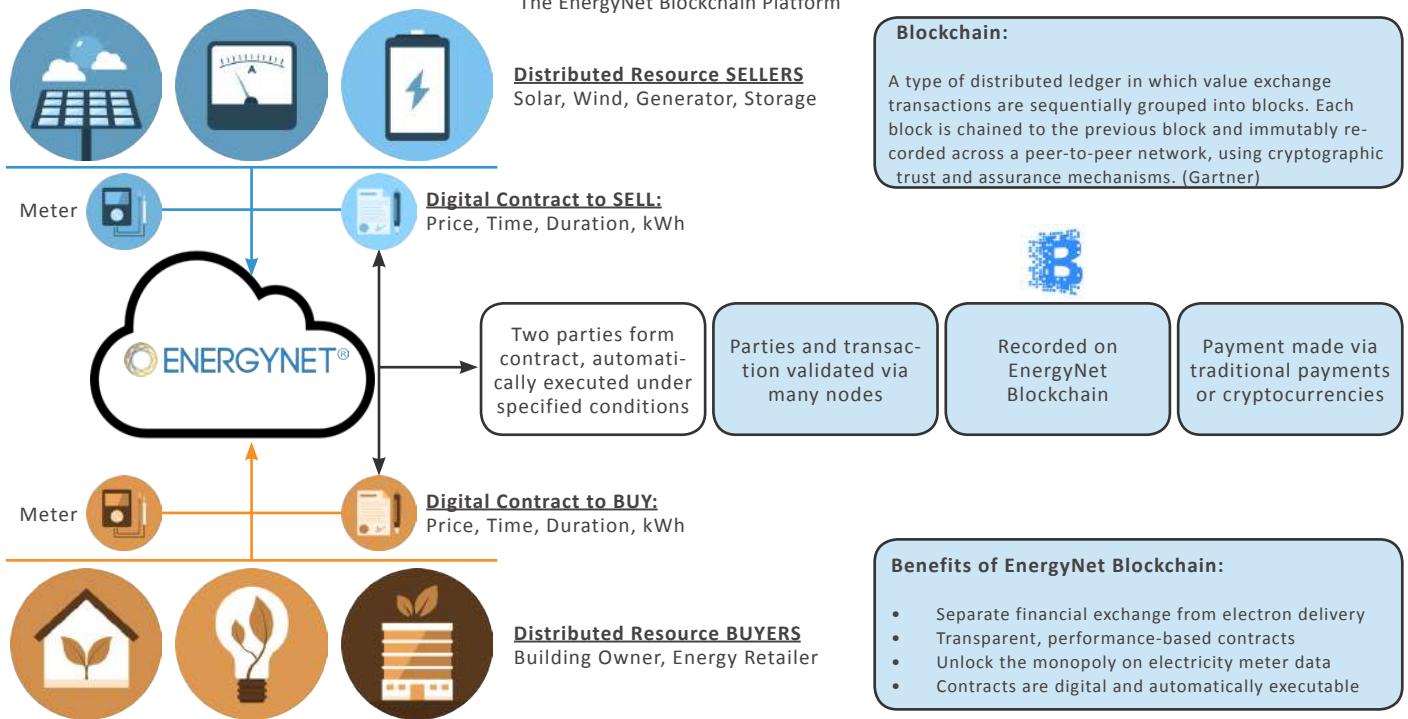 The EnergyNet Blockchain Platform
A
Distributed Resource SELLERS
Solar, Wind, Generator, Storage
Blockchain:
A type of distributed ledger in which value exchange
transactions are sequentially grouped into blocks. Each
block is chained to the previous block and immutably re-
corded across a peer-to-peer network, using cryptographic
trust and assurance mechanisms. (Gartner)
Meter
Digital Contract to SELL:
Price, Time, Duration, kWh
B
ENERGYNET®
Two parties form
contract, automati-
cally executed under
specified conditions
Parties and transac-
tion validated via
many nodes
Recorded on
EnergyNet
Blockchain
Payment made via
traditional payments
or cryptocurrencies
Meter
Digital Contract to BUY:
Price, Time, Duration, kWh
Distributed Resource BUYERS
Building Owner, Energy Retailer
Benefits of EnergyNet Blockchain:
• Separate financial exchange from electron delivery
• Transparent, performance-based contracts
• Unlock the monopoly on electricity meter data
• Contracts are digital and automatically executable